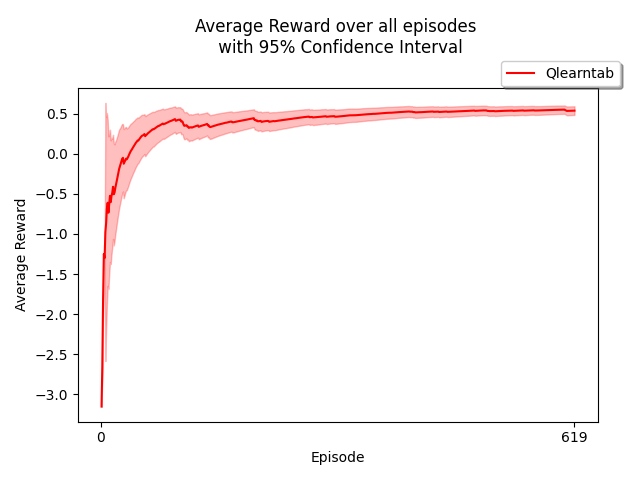 Average Reward over all episodes
with 95% Confidence Interval
Qlearntab
0.5
0.0
−0.5
−1.0
−1.5
−2.0
−2.5
−3.0
Average Reward
0
619
Episode